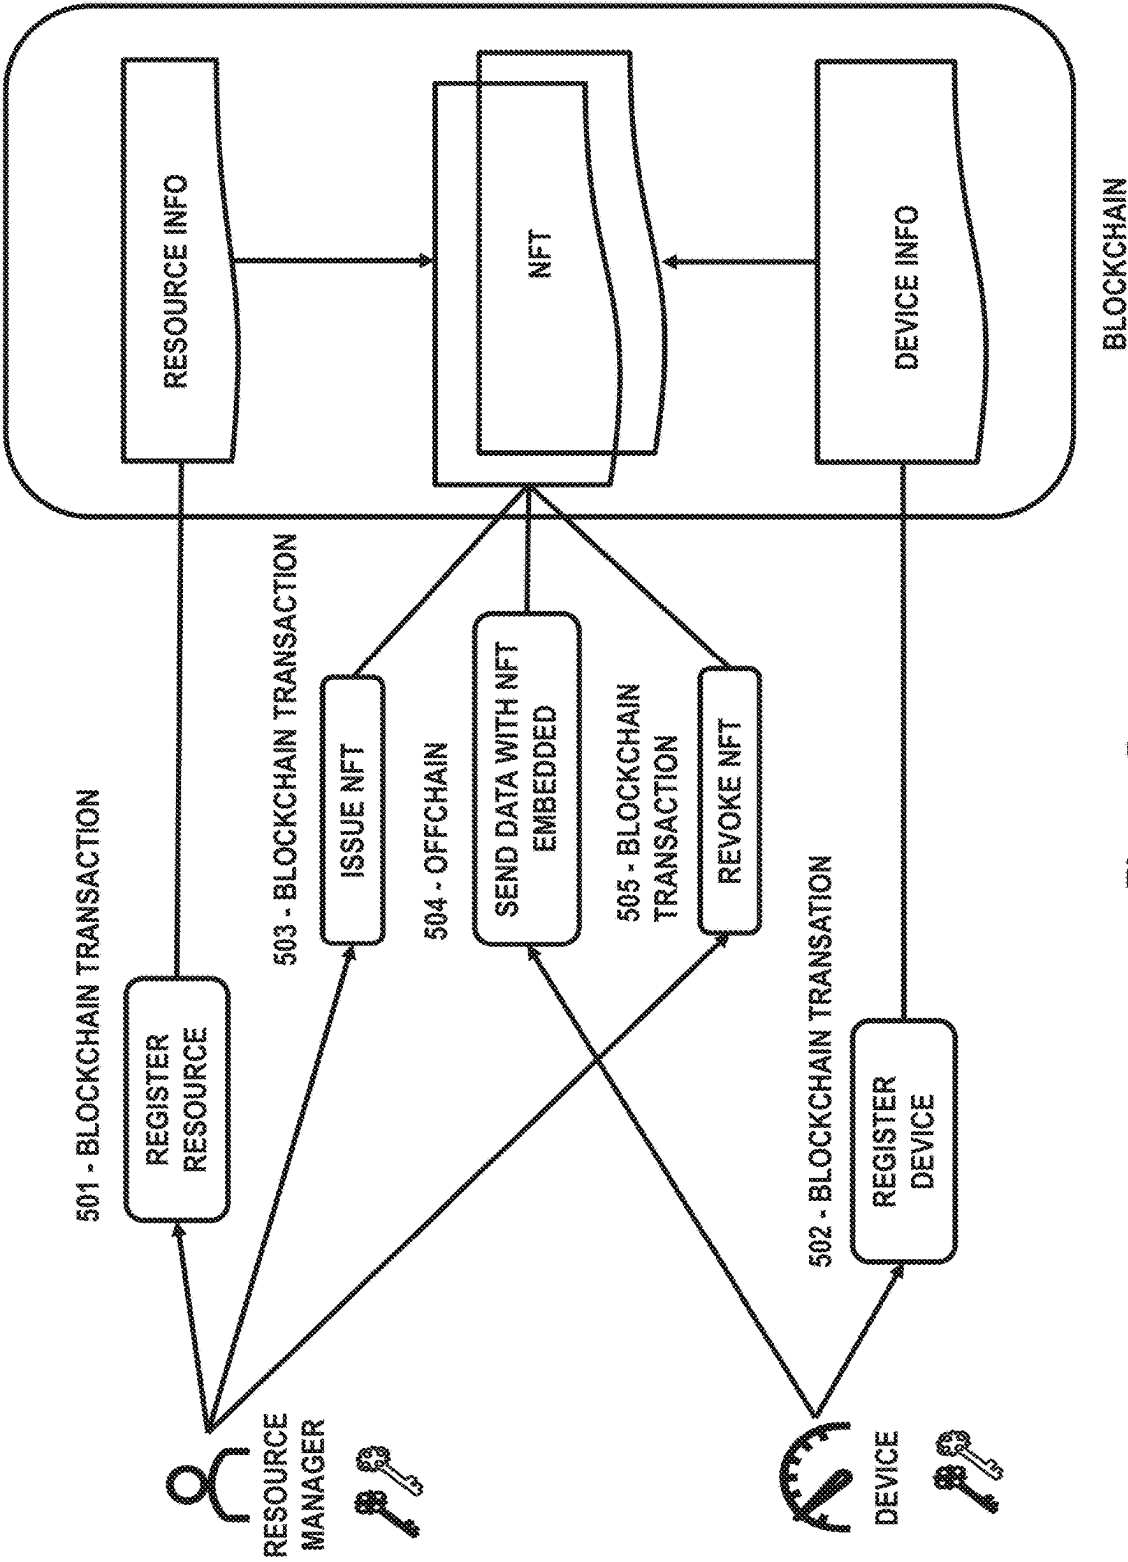 501 - BLOCKCHAIN TRANSACTION
REGISTER
RESOURCE
RESOURCE INFO
RESOURCE
MANAGER
503 - BLOCKCHAIN TRANSACTION
ISSUE NFT
504 - OFFCHAIN
SEND DATA WITH NFT
EMBEDDED
NFT
505 - BLOCKCHAIN
TRANSACTION
REVOKE NFT
502 - BLOCKCHAIN TRANSATION
REGISTER
DEVICE
DEVICE INFO
DEVICE
BLOCKCHAIN